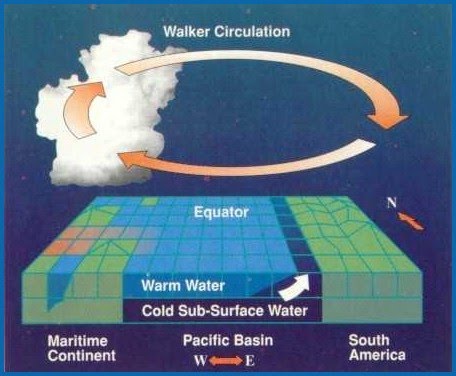 Walker Circulation
N
Equator
Warm Water
Cold Sub-Surface Water
Maritime
Continent
Pacific Basin
W E
South
America